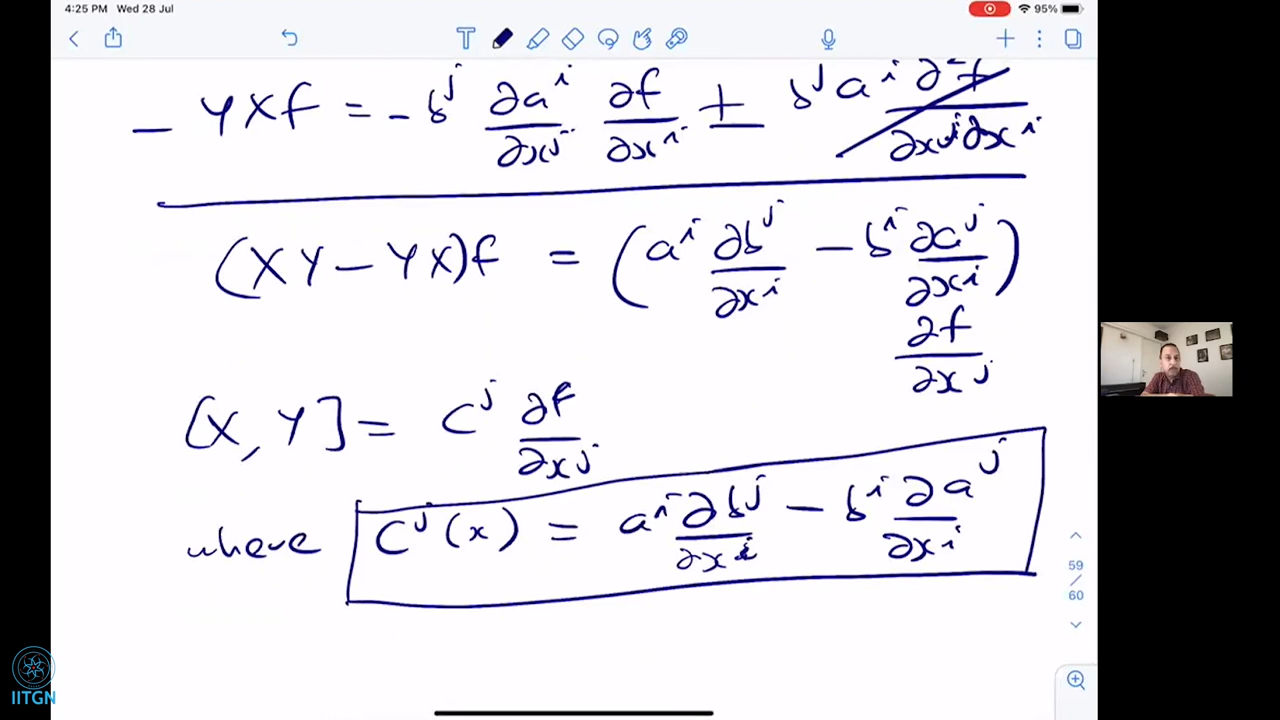 4:25 PM Wed 28 Jul
95%
T
- YXf = - b^j ∂a^i/∂x^j ∂f/∂x^i ± b^j a^i ∂²f/∂x^j∂x^i
(XY - YX)f = (a^i ∂b^j/∂x^i - b^i ∂a^j/∂x^i)
∂f/∂x^j
[X, Y] = C^j ∂f/∂x^j
where C^j(x) = a^i ∂b^j/∂x^i - b^i ∂a^j/∂x^i
59
/
60
IITGN